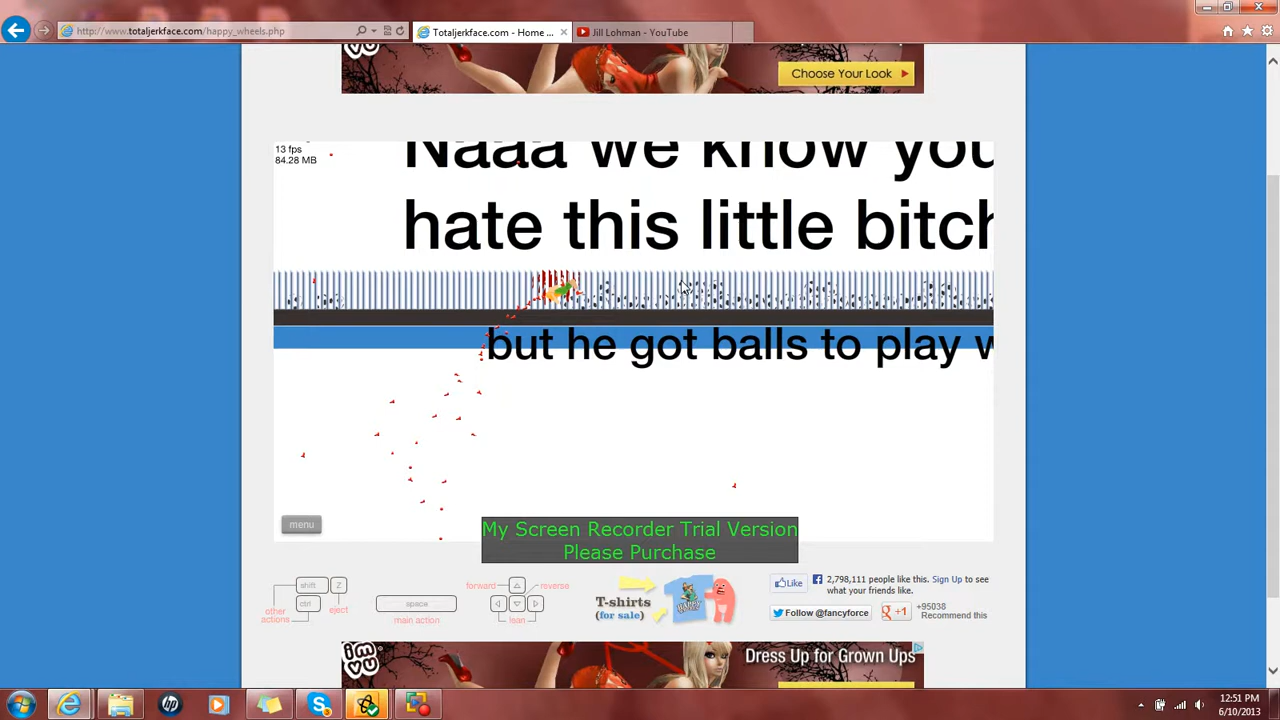 http://www.totaljerkface.com/happy_wheels.php
Totaljerkface.com - Home ...
Jill Lohman - YouTube
Choose Your Look
13 fps
84.28 MB
Naaa we know you
hate this little bitch
but he got balls to play w
menu
My Screen Recorder Trial Version
Please Purchase
shift
Z
ctrl
eject
other
actions
space
main action
forward
reverse
lean
T-shirts
(for sale)
HAPPY
Like
2,798,111 people like this. Sign Up to see
what your friends like.
Follow @fancyforce
+1
+95038
Recommend this
imvu
Dress Up for Grown Ups
hp
12:51 PM
6/10/2013